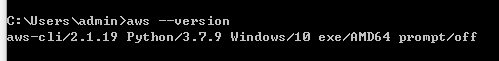 C:\Users\admin>aws --version
aws-cli/2.1.19 Python/3.7.9 Windows/10 exe/AMD64 prompt/off